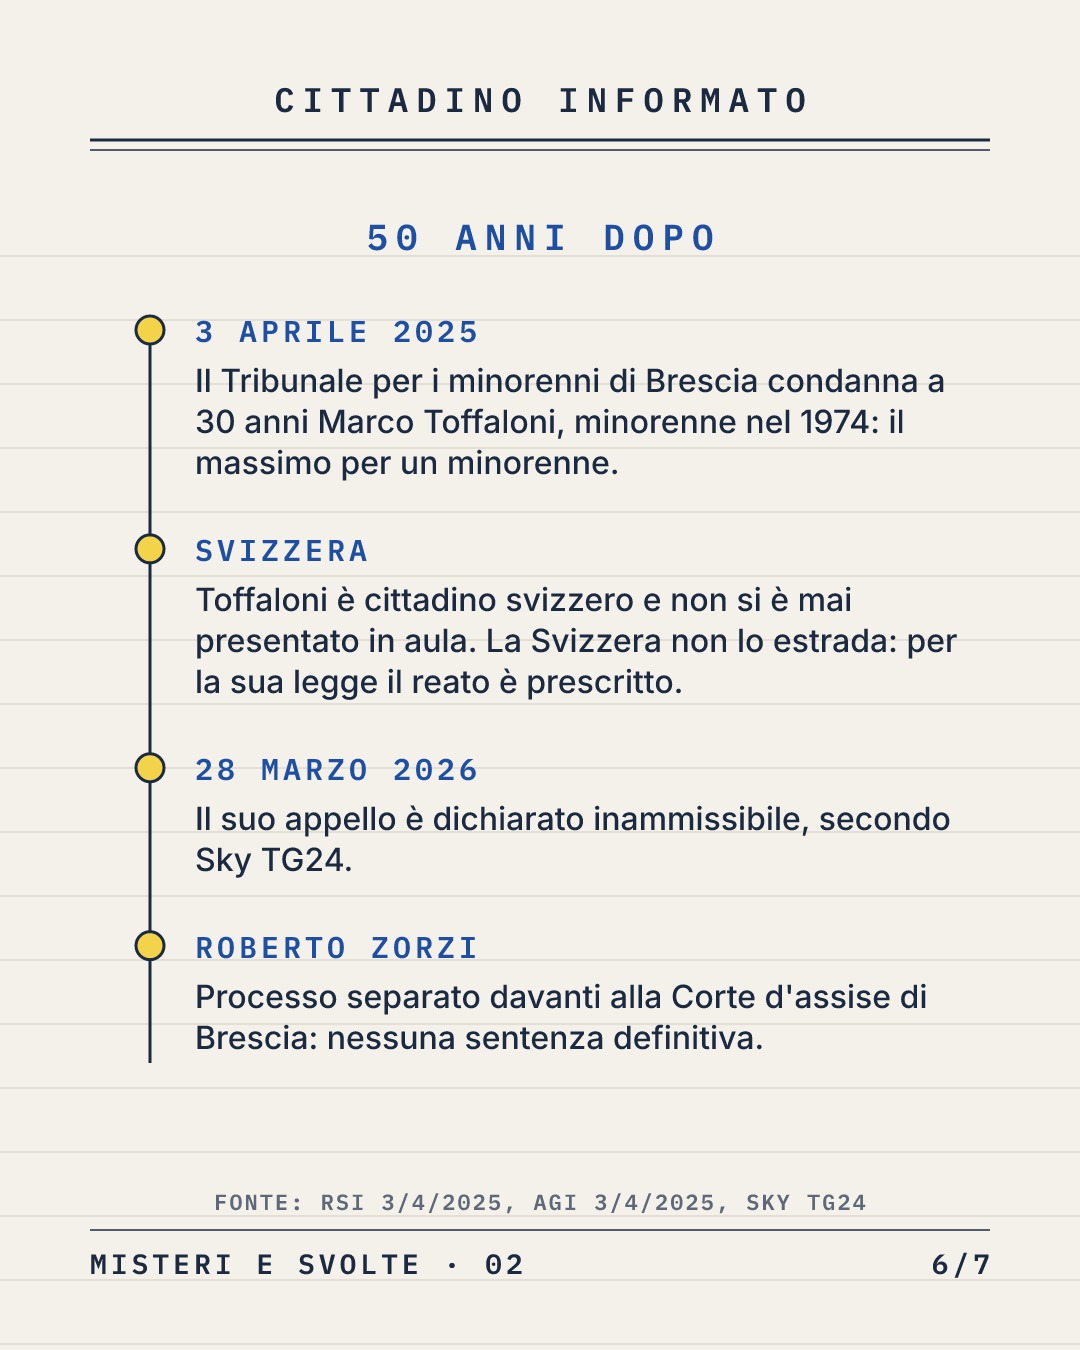 CITTADINO INFORMATO
50 ANNI DOPO
3 APRILE 2025
Il Tribunale per i minorenni di Brescia condanna a
30 anni Marco Toffaloni, minorenne nel 1974: il
massimo per un minorenne.
SVIZZERA
Toffaloni è cittadino svizzero e non si è mai
presentato in aula. La Svizzera non lo estrada: per
la sua legge il reato è prescritto.
28 MARZO 2026
Il suo appello è dichiarato inammissibile, secondo
Sky TG24.
ROBERTO ZORZI
Processo separato davanti alla Corte d'assise di
Brescia: nessuna sentenza definitiva.
FONTE: RSI 3/4/2025, AGI 3/4/2025, SKY TG24
MISTERI E SVOLTE · 02
6/7